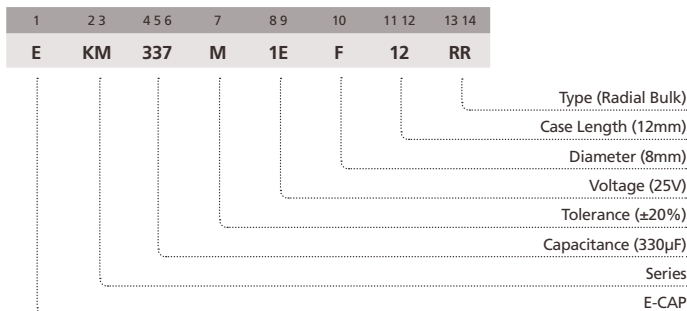 1 2 3 4 5 6 7 8 9 10 11 12 13 14
E KM 337 M 1E F 12 RR
Type (Radial Bulk)
Case Length (12mm)
Diameter (8mm)
Voltage (25V)
Tolerance (±20%)
Capacitance (330μF)
Series
E-CAP